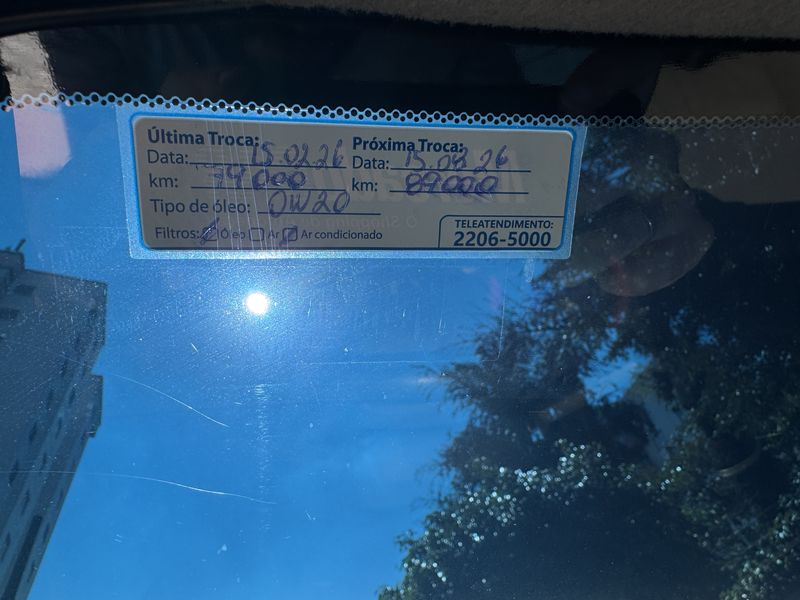 Última Troca:
Data: 15.02.26
km: 79000
Tipo de óleo: 0W20
Filtros: Óleo Ar Ar condicionado
Próxima Troca:
Data: 15.08.26
km: 89000
TELEATENDIMENTO:
2206-5000